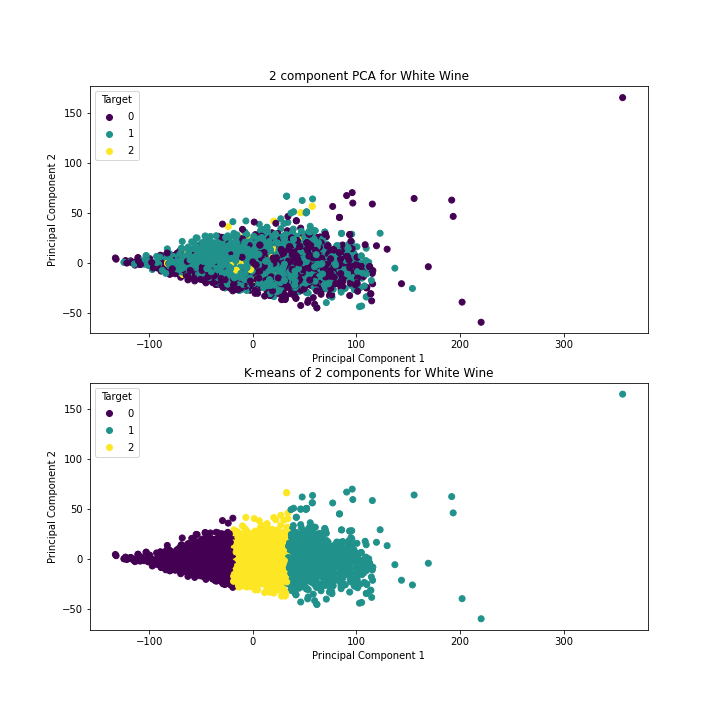 2 component PCA for White Wine
Target
0
1
2
150
100
50
0
−50
Principal Component 2
−100 0 100 200 300
Principal Component 1
K-means of 2 components for White Wine
Target
0
1
2
150
100
50
0
−50
Principal Component 2
−100 0 100 200 300
Principal Component 1